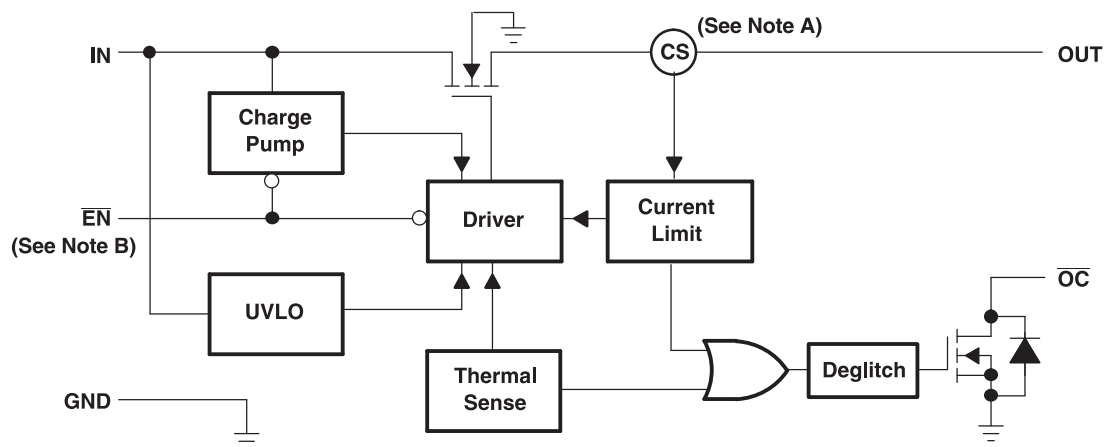 (See Note A)
IN
CS
OUT
Charge
Pump
EN
(See Note B)
Driver
Current
Limit
UVLO
OC
Thermal
Sense
Deglitch
GND